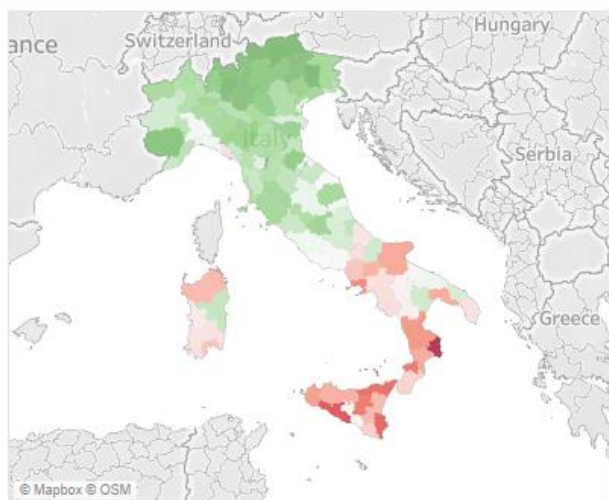 Hungary
ance
Switzerland
Italy
Serbia
Greece
© Mapbox © OSM